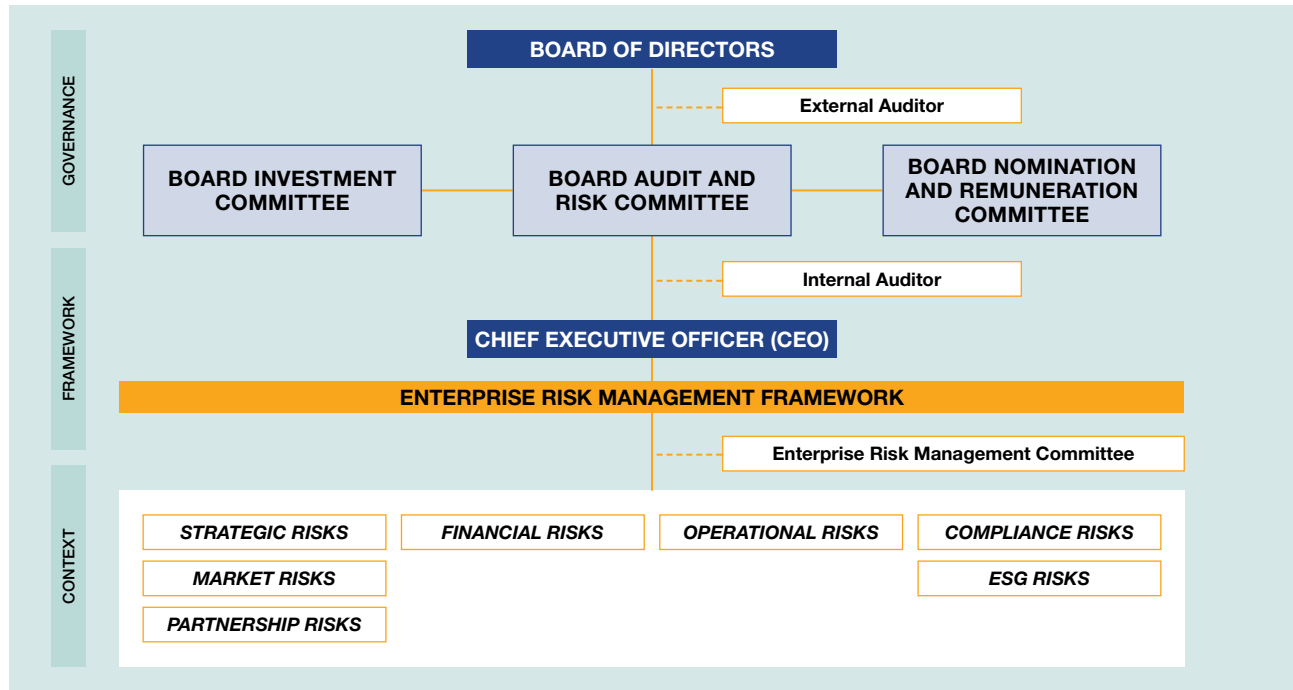 GOVERNANCE
BOARD OF DIRECTORS
External Auditor
BOARD INVESTMENT
COMMITTEE
BOARD AUDIT AND
RISK COMMITTEE
BOARD NOMINATION
AND REMUNERATION
COMMITTEE
FRAMEWORK
Internal Auditor
CHIEF EXECUTIVE OFFICER (CEO)
ENTERPRISE RISK MANAGEMENT FRAMEWORK
Enterprise Risk Management Committee
CONTEXT
STRATEGIC RISKS
FINANCIAL RISKS
OPERATIONAL RISKS
COMPLIANCE RISKS
MARKET RISKS
ESG RISKS
PARTNERSHIP RISKS